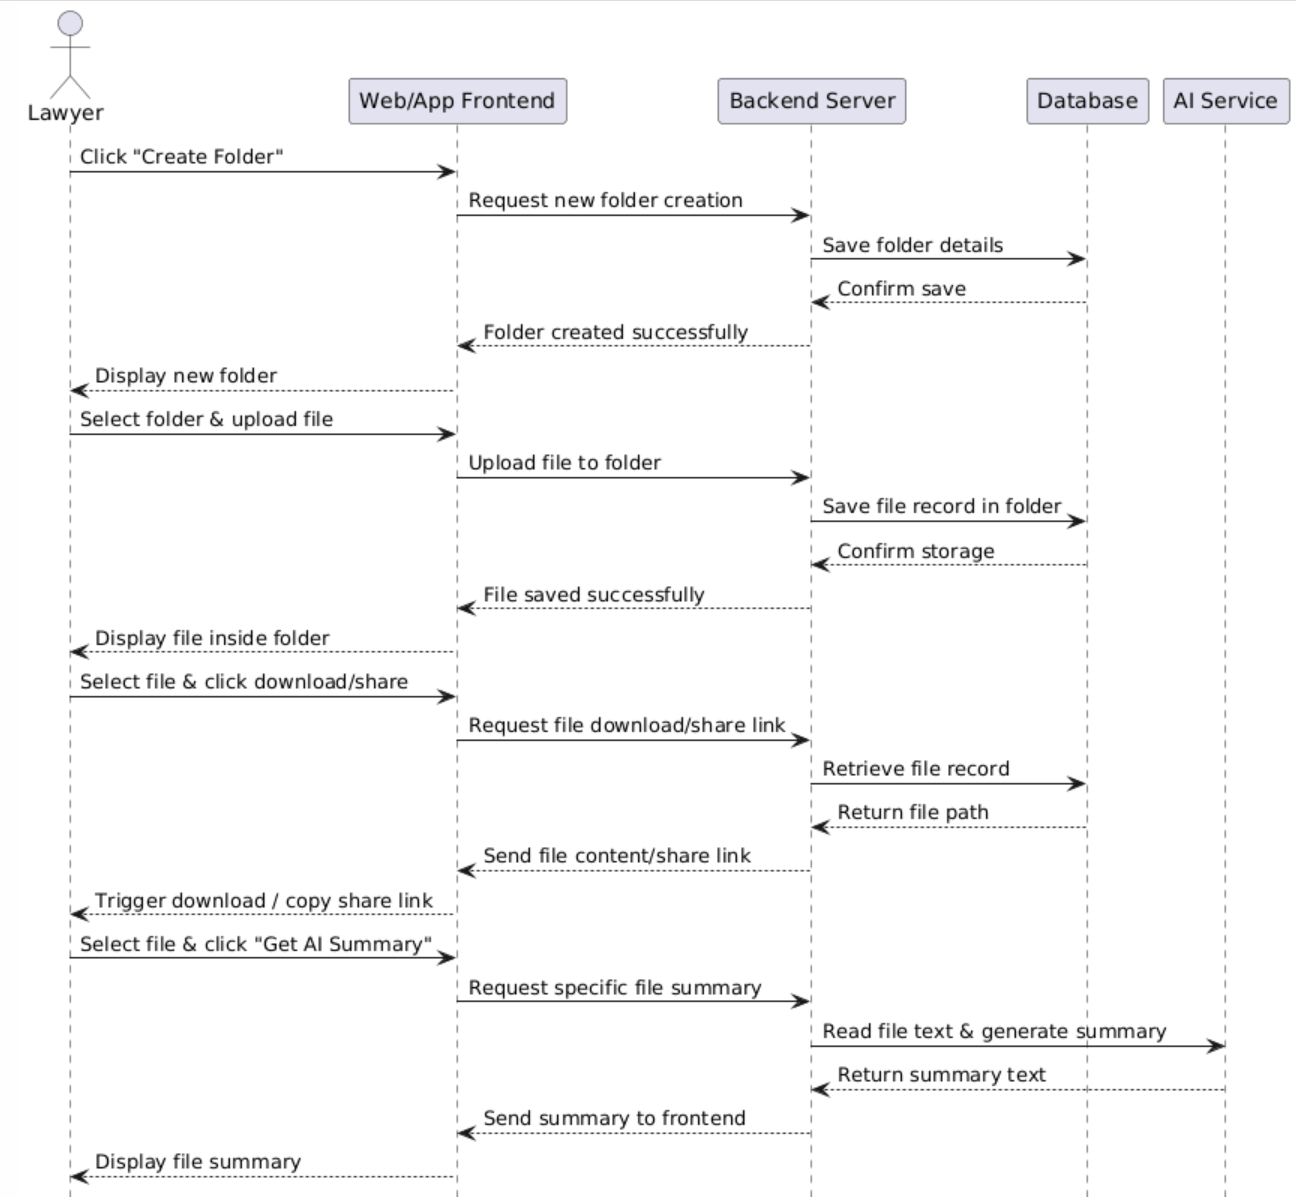 Lawyer
Web/App Frontend
Backend Server
Database
AI Service
Click "Create Folder"
Request new folder creation
Save folder details
Confirm save
Folder created successfully
Display new folder
Select folder & upload file
Upload file to folder
Save file record in folder
Confirm storage
File saved successfully
Display file inside folder
Select file & click download/share
Request file download/share link
Retrieve file record
Return file path
Send file content/share link
Trigger download / copy share link
Select file & click "Get AI Summary"
Request specific file summary
Read file text & generate summary
Return summary text
Send summary to frontend
Display file summary